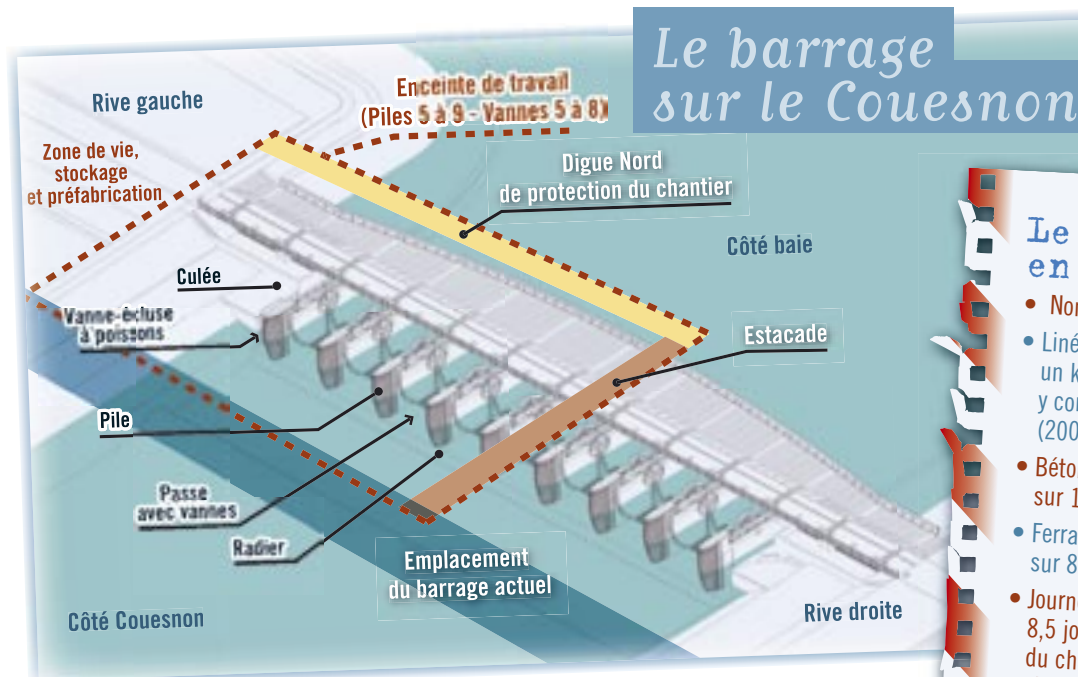 Le barrage
sur le Couesnon
Rive gauche
Enceinte de travail
(Piles 5 à 9 - Vannes 5 à 8)
Zone de vie,
stockage
et préfabrication
Digue Nord
de protection du chantier
Côté baie
Culée
Vanne-écluse
à poissons
Estacade
Pile
Passe
avec vannes
Radier
Emplacement
du barrage actuel
Côté Couesnon
Rive droite
Le
en
• Nor
• Liné
un k
y co
(200
• Béto
sur 1
• Ferra
sur 8
• Journ
8,5 jo
du ch